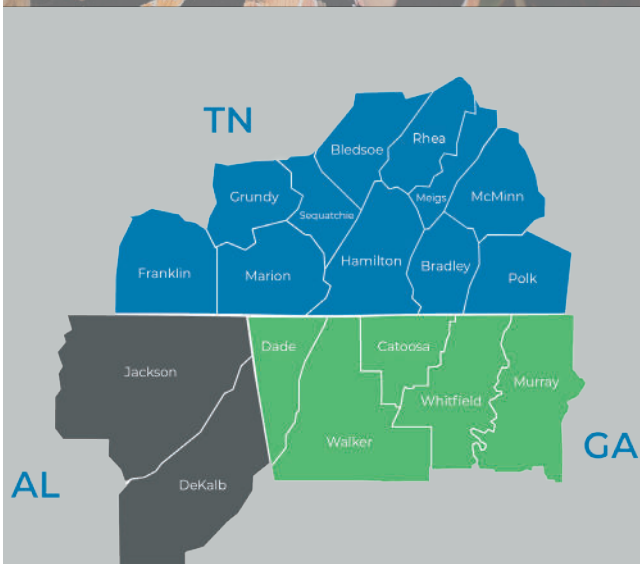 TN
Rhea
Bledsoe
Grundy
Meigs
McMinn
Sequatchie
Hamilton
Bradley
Franklin
Marion
Polk
Dade
Catoosa
Jackson
Murray
Whitfield
Walker
GA
AL
DeKalb